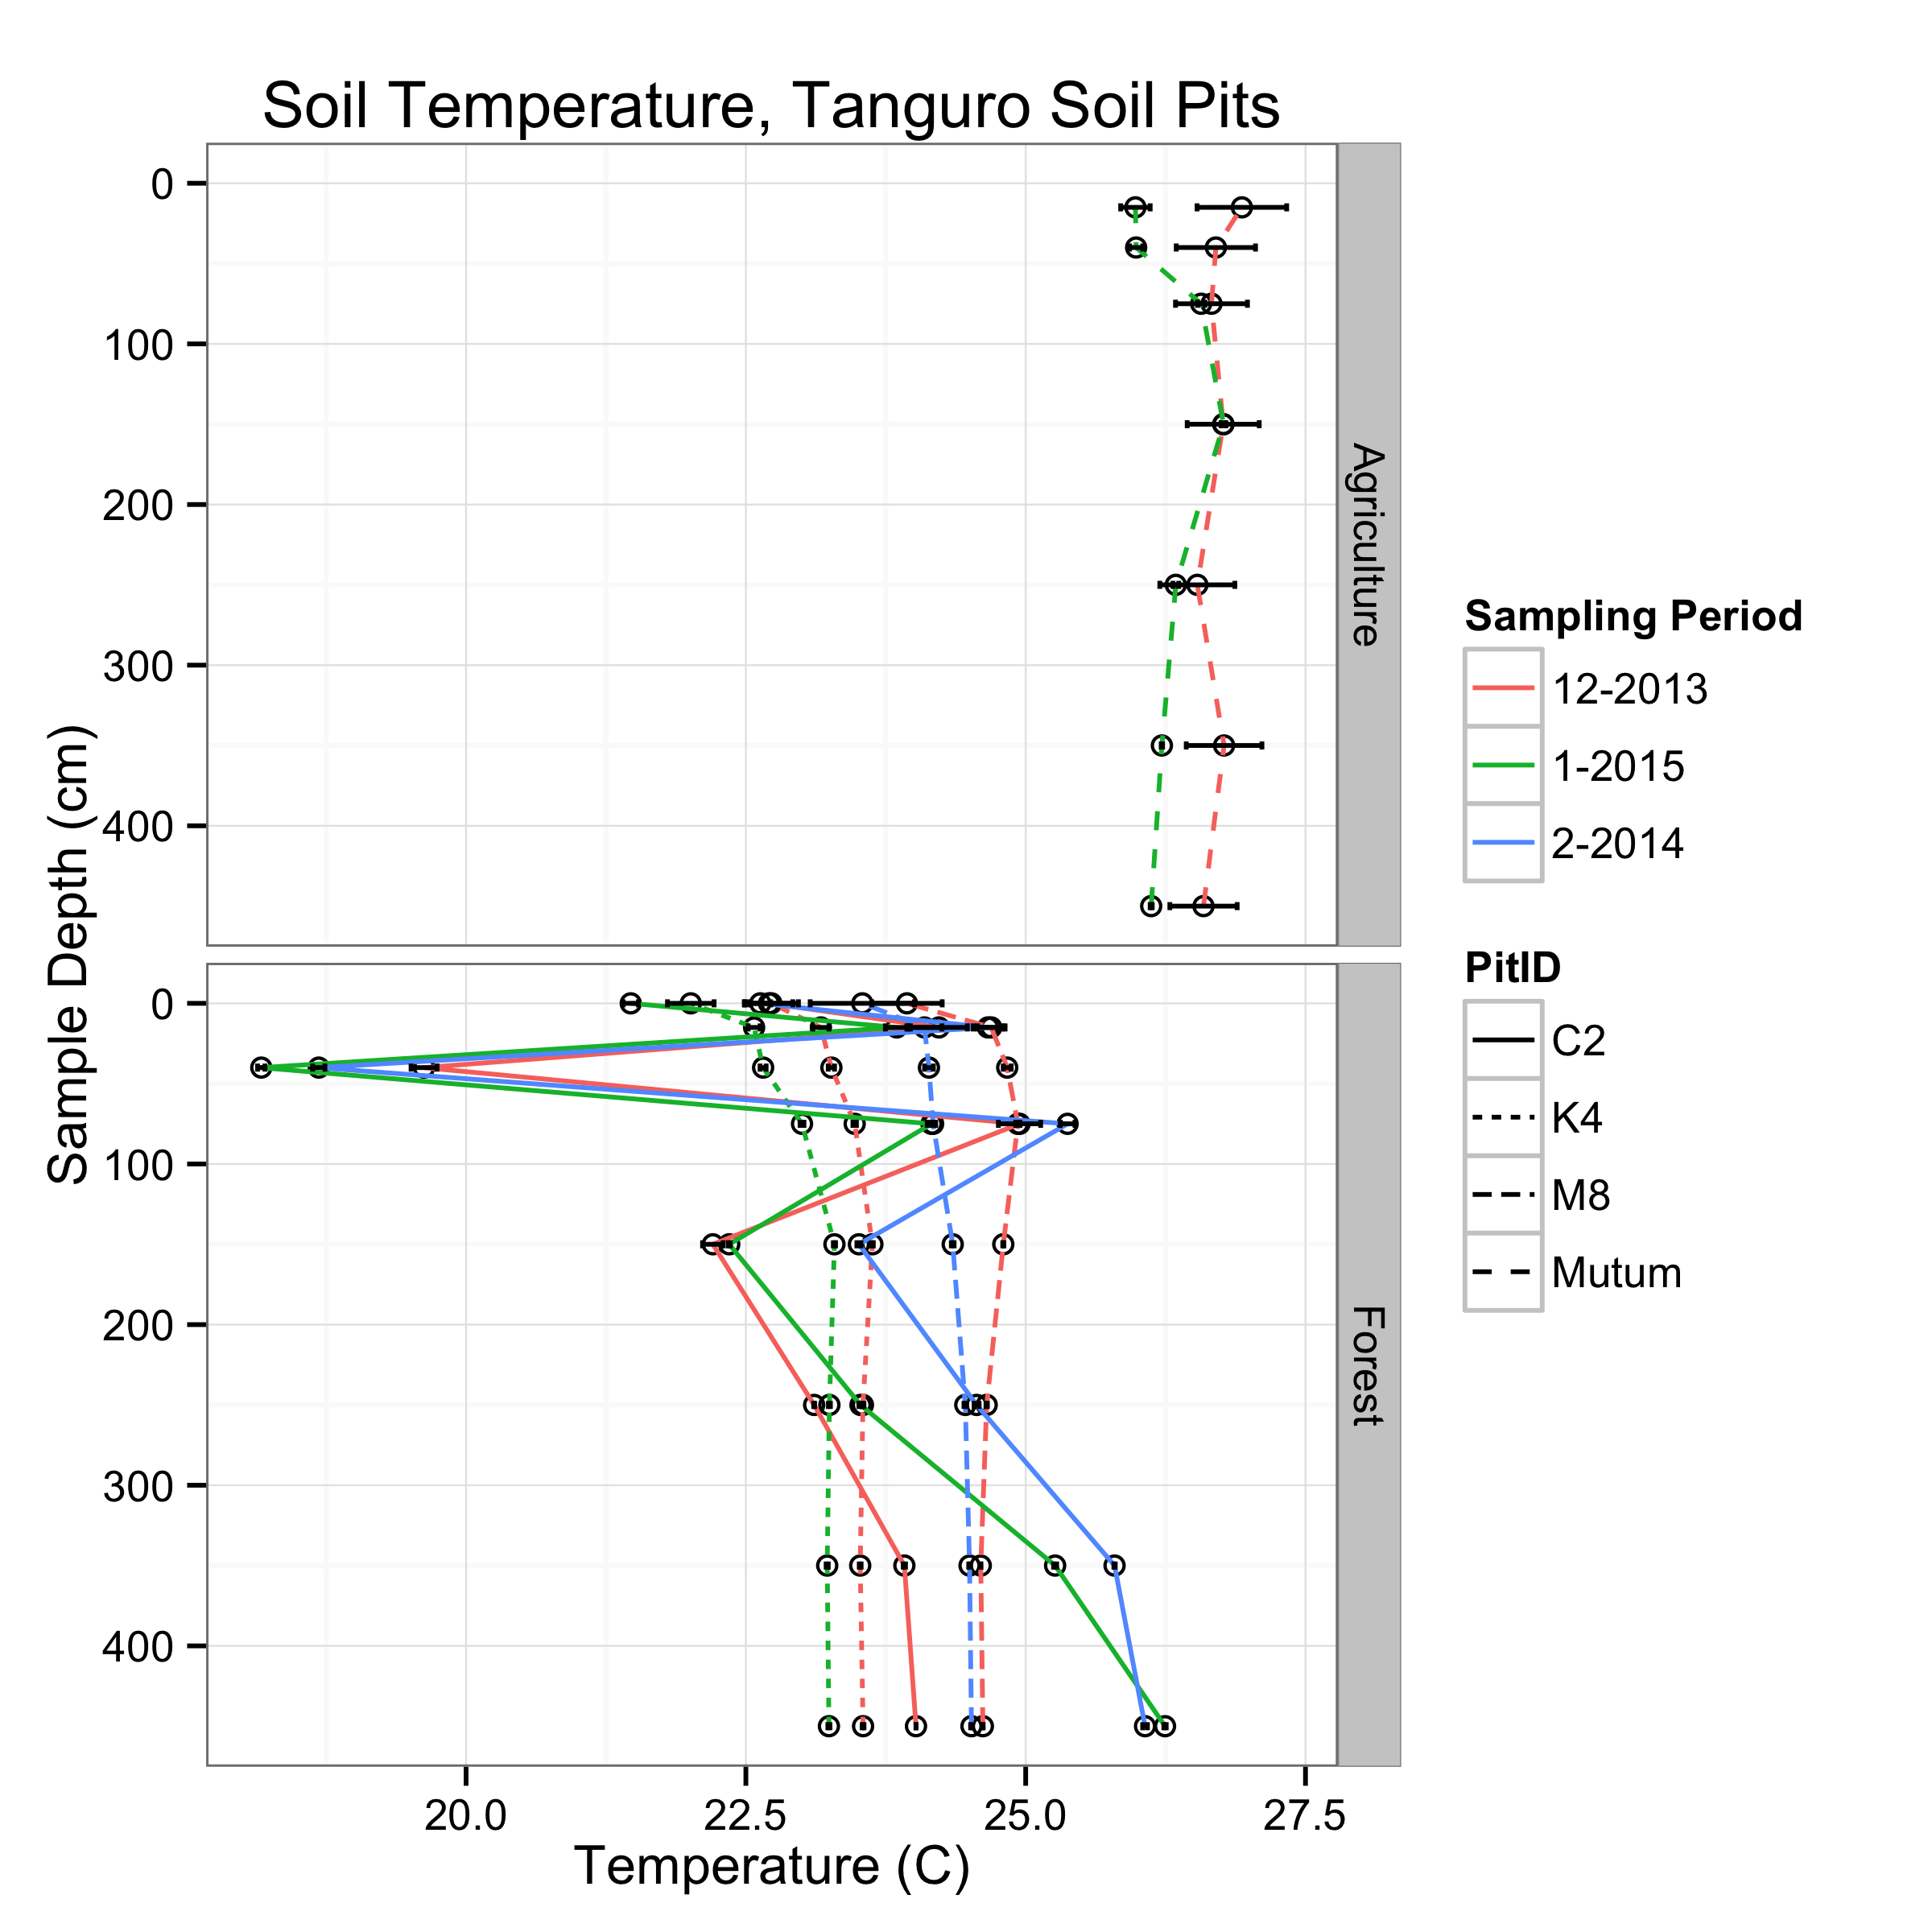 Soil Temperature, Tanguro Soil Pits
Sample Depth (cm)
0
100
200
300
400
Agriculture
0
100
200
300
400
Forest
20.0 22.5 25.0 27.5
Temperature (C)
Sampling Period
12-2013
1-2015
2-2014
PitID
C2
K4
M8
Mutum